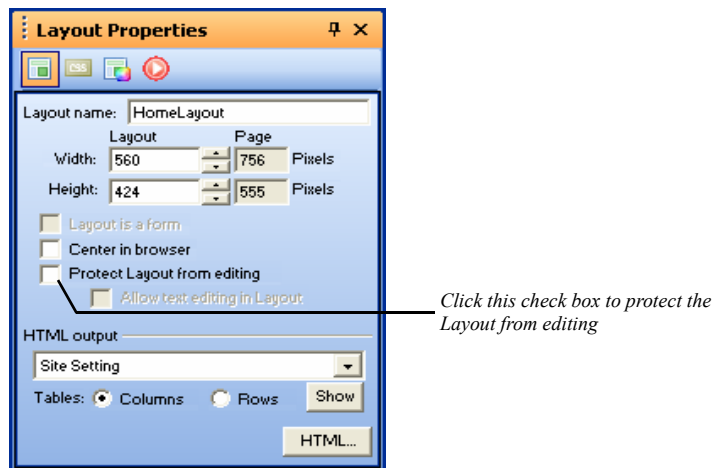 Layout Properties
CSS
Layout name: HomeLayout
Layout Page
Width: 560 756 Pixels
Height: 424 555 Pixels
Layout is a form
Center in browser
Protect Layout from editing
Allow text editing in Layout
Click this check box to protect the
Layout from editing
HTML output
Site Setting
Tables: Columns Rows Show
HTML...